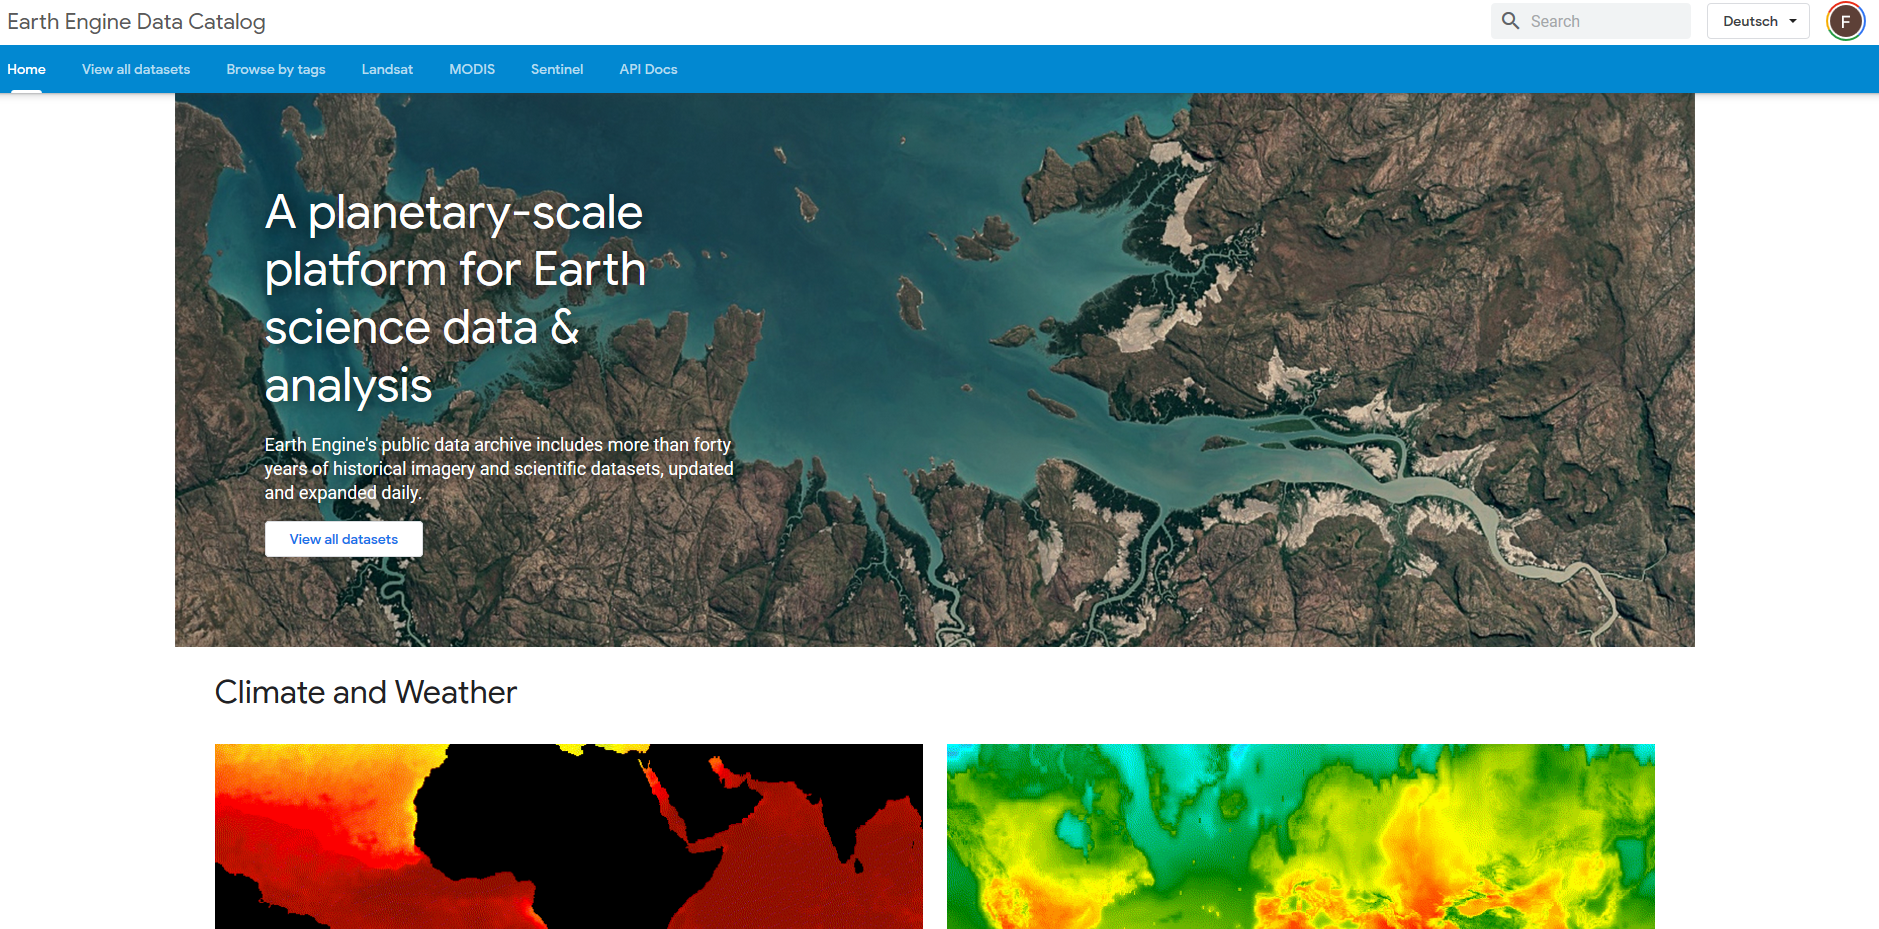 Earth Engine Data Catalog
Search
Deutsch
F
Home
View all datasets
Browse by tags
Landsat
MODIS
Sentinel
API Docs
A planetary-scale
platform for Earth
science data &
analysis
Earth Engine's public data archive includes more than forty
years of historical imagery and scientific datasets, updated
and expanded daily.
View all datasets
Climate and Weather